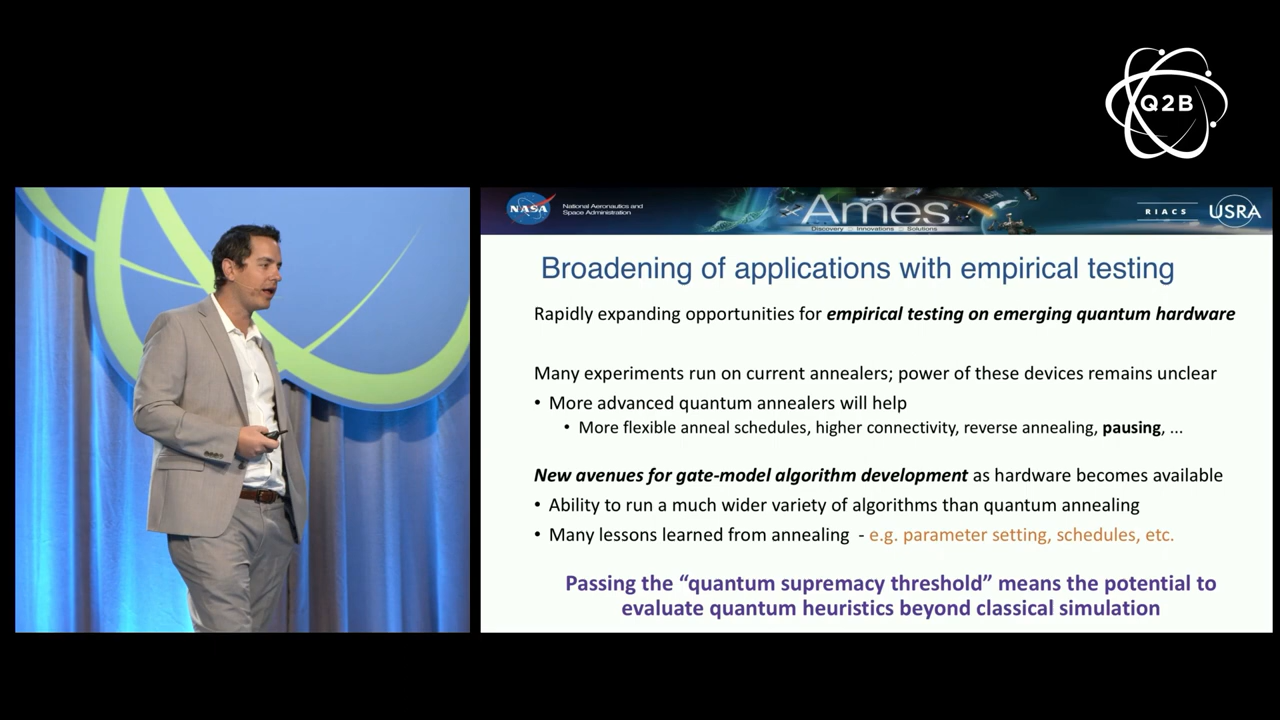 Q2B
NASA
National Aeronautics and
Space Administration
Ames
Discovery :: Innovations :: Solutions
RIACS
USRA
Broadening of applications with empirical testing
Rapidly expanding opportunities for empirical testing on emerging quantum hardware
Many experiments run on current annealers; power of these devices remains unclear
• More advanced quantum annealers will help
• More flexible anneal schedules, higher connectivity, reverse annealing, pausing, ...
New avenues for gate-model algorithm development as hardware becomes available
• Ability to run a much wider variety of algorithms than quantum annealing
• Many lessons learned from annealing - e.g. parameter setting, schedules, etc.
Passing the “quantum supremacy threshold” means the potential to
evaluate quantum heuristics beyond classical simulation